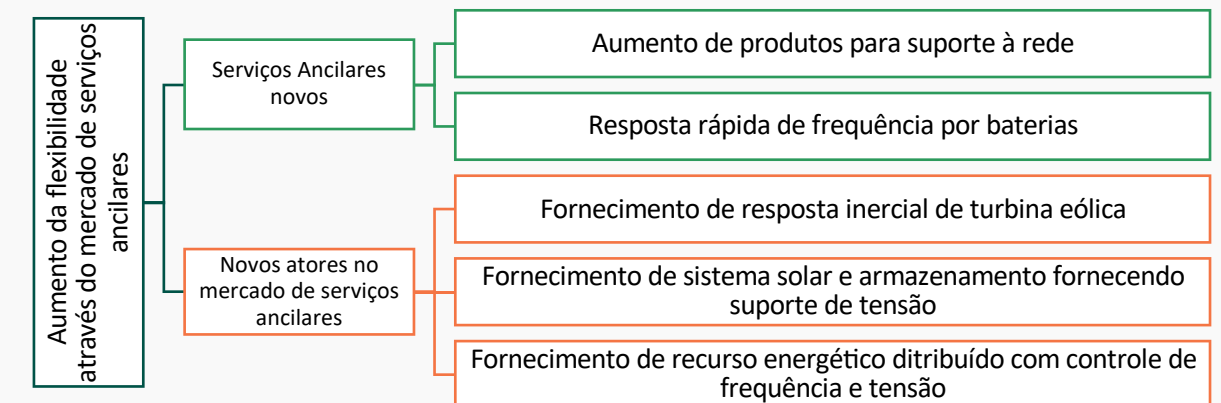 Aumento da flexibilidade
através do mercado de serviços
ancilares
Serviços Ancilares
novos
Aumento de produtos para suporte à rede
Resposta rápida de frequência por baterias
Novos atores no
mercado de serviços
ancilares
Fornecimento de resposta inercial de turbina eólica
Fornecimento de sistema solar e armazenamento fornecendo
suporte de tensão
Fornecimento de recurso energético ditribuído com controle de
frequência e tensão